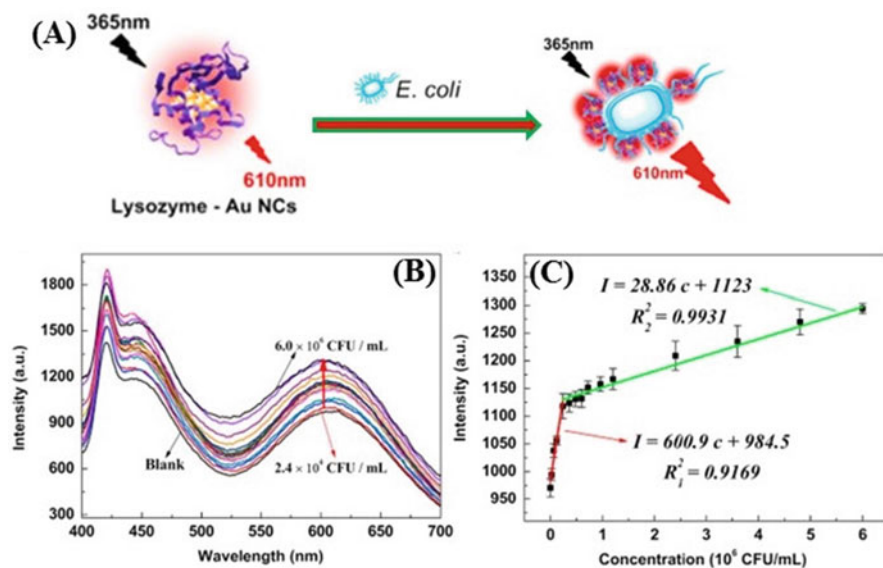 (A)
365nm
610nm
Lysozyme - Au NCs
E. coli
365nm
610nm
(B)
1800
1500
1200
900
600
300
Intensity (a.u.)
6.0 × 10⁶ CFU / mL
Blank
2.4 × 10⁴ CFU / mL
400 450 500 550 600 650 700
Wavelength (nm)
(C)
1350
1300
1250
1200
1150
1100
1050
1000
950
Intensity (a.u.)
I = 28.86 c + 1123
R₂² = 0.9931
I = 600.9 c + 984.5
R₁² = 0.9169
0 1 2 3 4 5 6
Concentration (10⁶ CFU/mL)